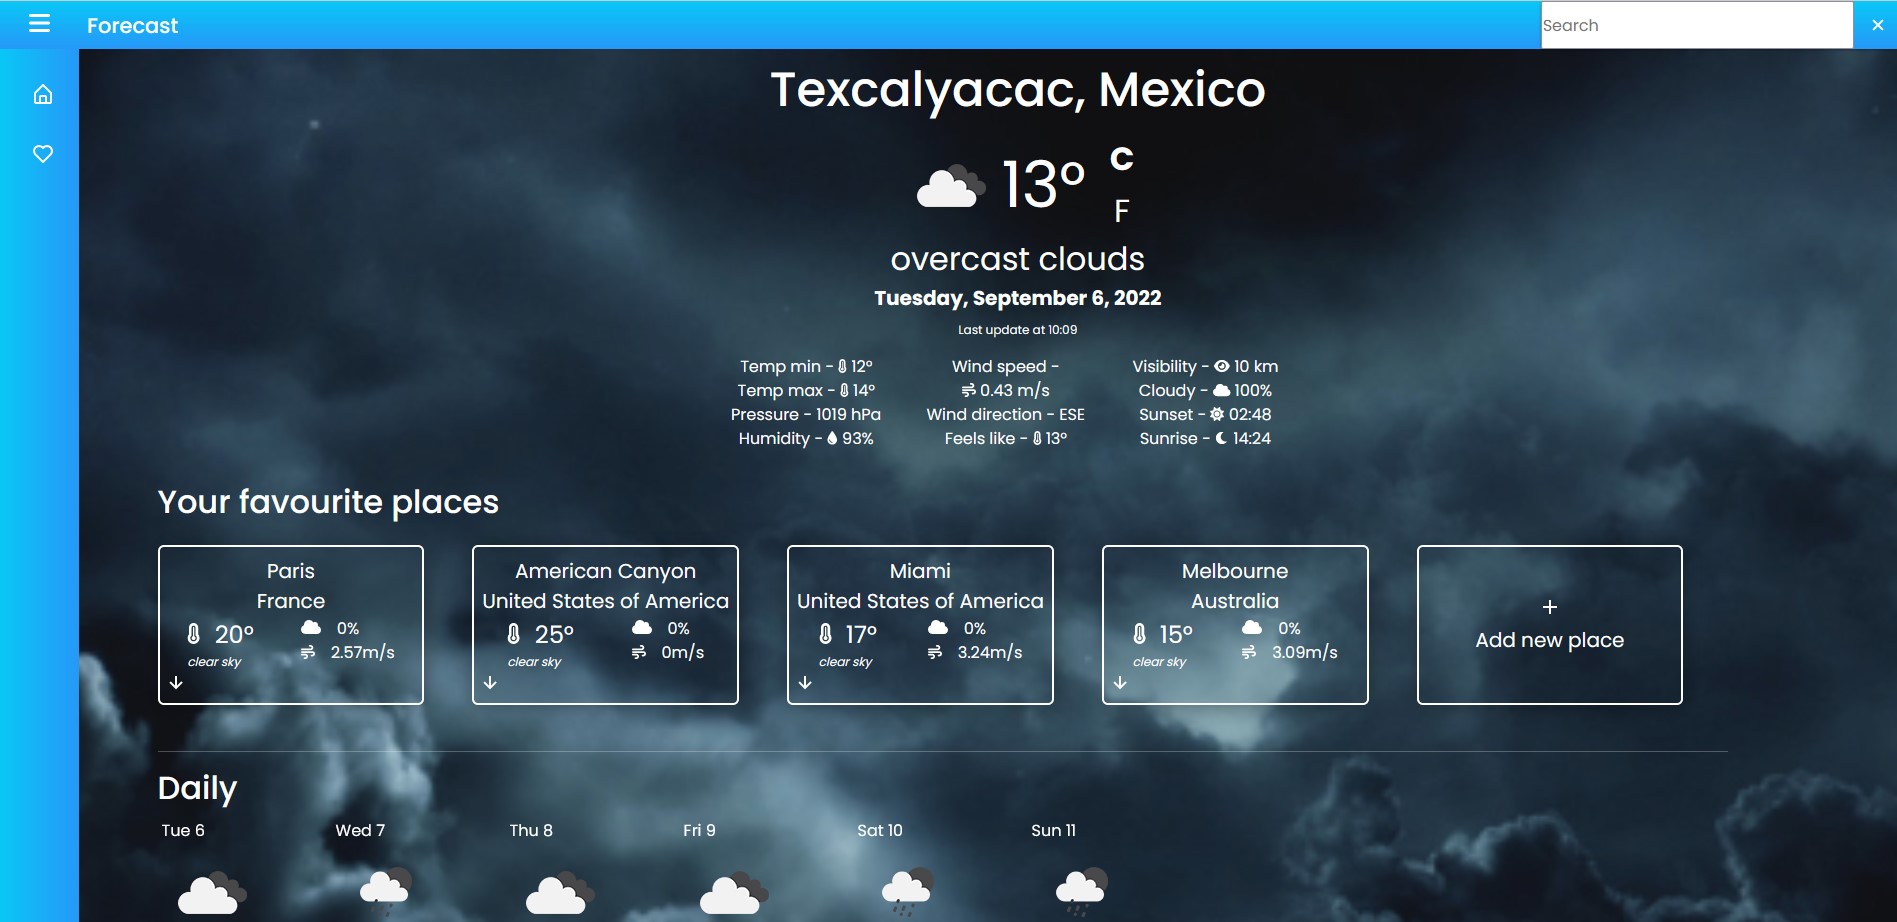 Forecast
Search
Texcalyacac, Mexico
13° C
F
overcast clouds
Tuesday, September 6, 2022
Last update at 10:09
Temp min - 12°
Temp max - 14°
Pressure - 1019 hPa
Humidity - 93%
Wind speed -
0.43 m/s
Wind direction - ESE
Feels like - 13°
Visibility - 10 km
Cloudy - 100%
Sunset - 02:48
Sunrise - 14:24
Your favourite places
Paris
France
20°
0%
2.57m/s
clear sky
American Canyon
United States of America
25°
0%
0m/s
clear sky
Miami
United States of America
17°
0%
3.24m/s
clear sky
Melbourne
Australia
15°
0%
3.09m/s
clear sky
Add new place
Daily
Tue 6
Wed 7
Thu 8
Fri 9
Sat 10
Sun 11